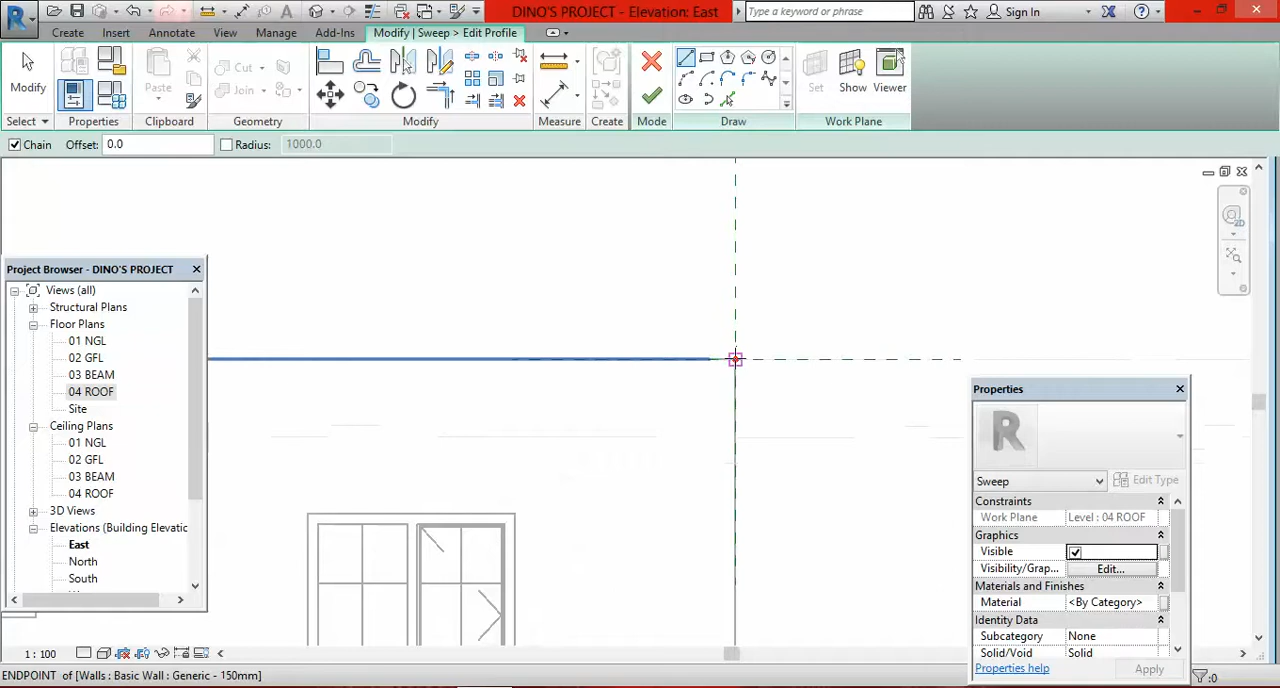 DINO'S PROJECT - Elevation: East
Type a keyword or phrase
Sign In
Create Insert Annotate View Manage Add-Ins Modify | Sweep > Edit Profile
Modify
Paste
Cut
Join
Set Show Viewer
Select Properties Clipboard Geometry Modify Measure Create Mode Draw Work Plane
Chain Offset: 0.0 Radius: 1000.0
Project Browser - DINO'S PROJECT
Views (all)
Structural Plans
Floor Plans
01 NGL
02 GFL
03 BEAM
04 ROOF
Site
Ceiling Plans
01 NGL
02 GFL
03 BEAM
04 ROOF
3D Views
Elevations (Building Elevatic
East
North
South
2D
Properties
R
Sweep Edit Type
Constraints
Work Plane Level : 04 ROOF
Graphics
Visible
Visibility/Grap... Edit...
Materials and Finishes
Material <By Category>
Identity Data
Subcategory None
Solid/Void Solid
Properties help Apply
1 : 100
ENDPOINT of [Walls : Basic Wall : Generic - 150mm]
:0